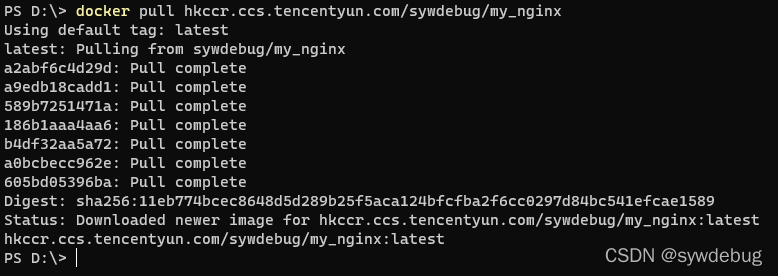 PS D:\> docker pull hkccr.ccs.tencentyun.com/sywdebug/my_nginx
Using default tag: latest
latest: Pulling from sywdebug/my_nginx
a2abf6c4d29d: Pull complete
a9edb18cadd1: Pull complete
589b7251471a: Pull complete
186b1aaa4aa6: Pull complete
b4df32aa5a72: Pull complete
a0bcbecc962e: Pull complete
605bd05396ba: Pull complete
Digest: sha256:11eb774bcec8648d5d289b25f5aca124bfcfba2f6cc0297d84bc541efcae1589
Status: Downloaded newer image for hkccr.ccs.tencentyun.com/sywdebug/my_nginx:latest
hkccr.ccs.tencentyun.com/sywdebug/my_nginx:latest
PS D:\>
CSDN @sywdebug